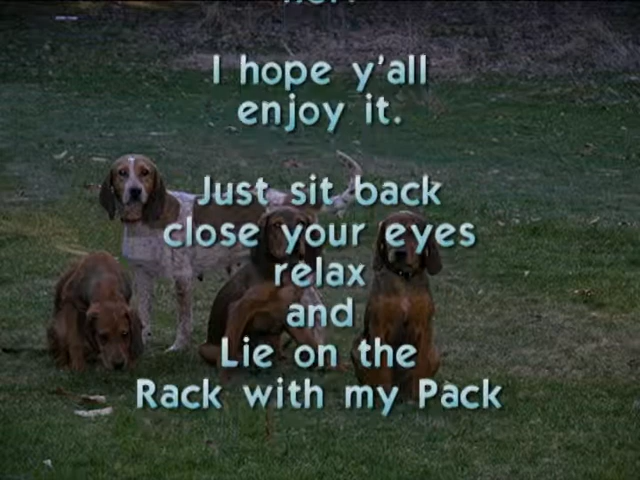 I hope y'all
enjoy it.
Just sit back
close your eyes
relax
and
Lie on the
Rack with my Pack